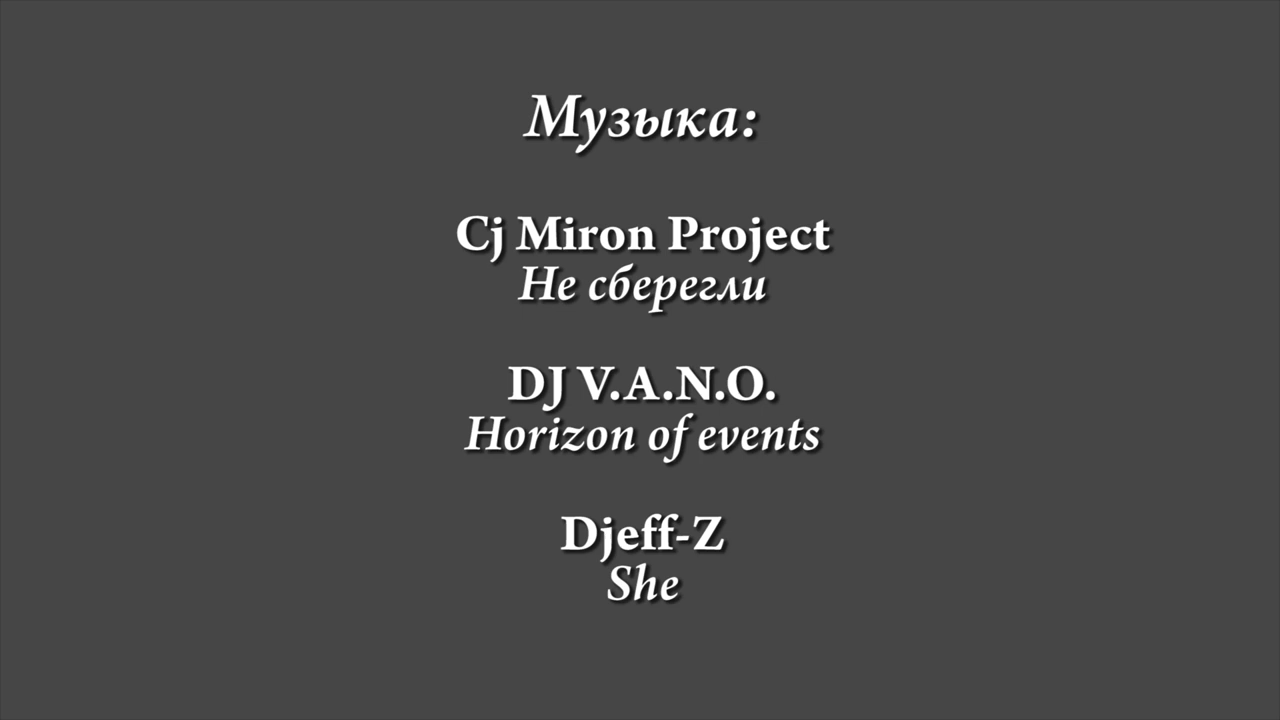 Музыка:
Cj Miron Project
Не сберегли
DJ V.A.N.O.
Horizon of events
Djeff-Z
She